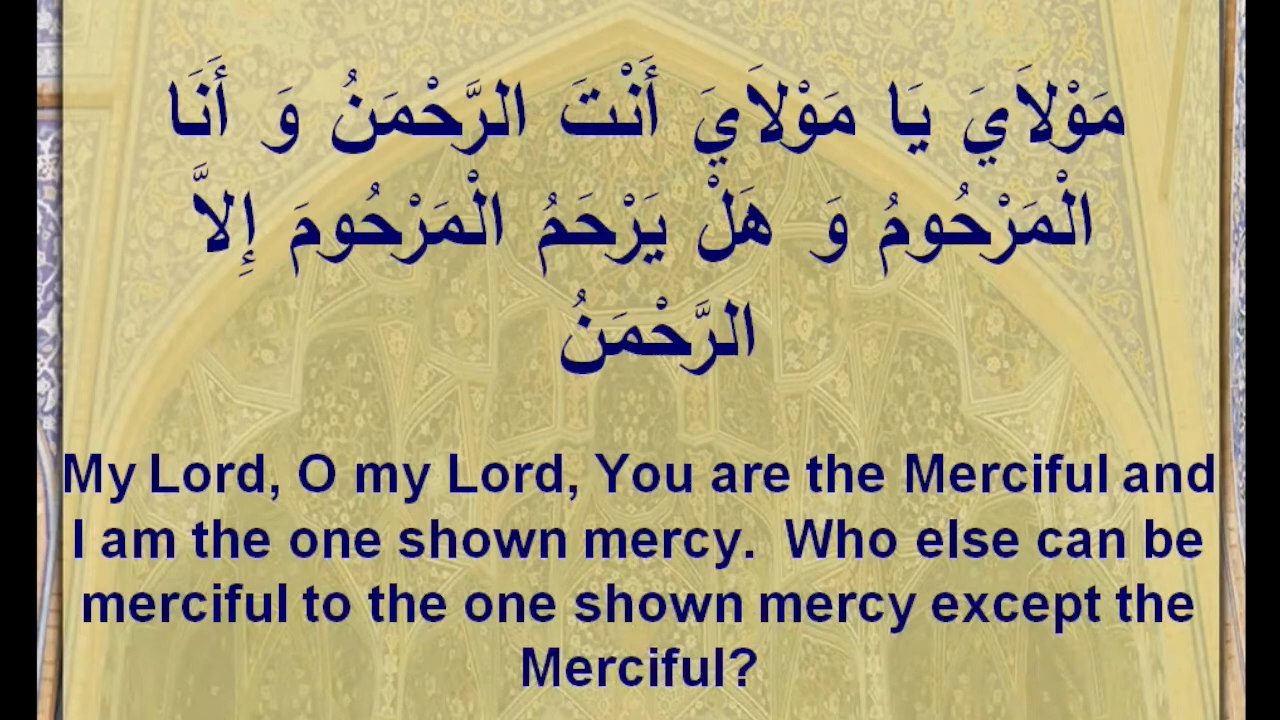 مَوْلاَيَ يَا مَوْلاَيَ أَنْتَ الرَّحْمَنُ وَ أَنَا
الْمَرْحُومُ وَ هَلْ يَرْحَمُ الْمَرْحُومَ إِلاَّ
الرَّحْمَنُ
My Lord, O my Lord, You are the Merciful and
I am the one shown mercy.  Who else can be
merciful to the one shown mercy except the
Merciful?